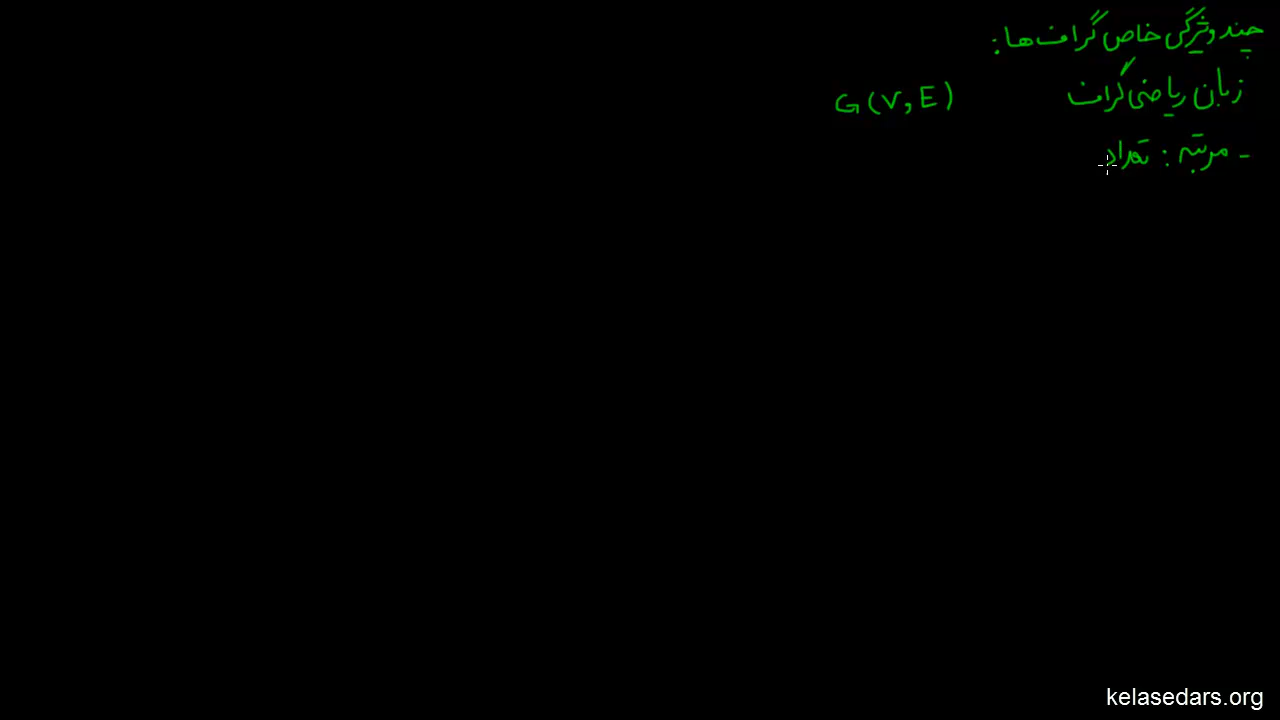 چند ویژگی خاص گراف ها :
زبان ریاضی گراف G(V,E)
- مرتبه : تعداد
kelasedars.org